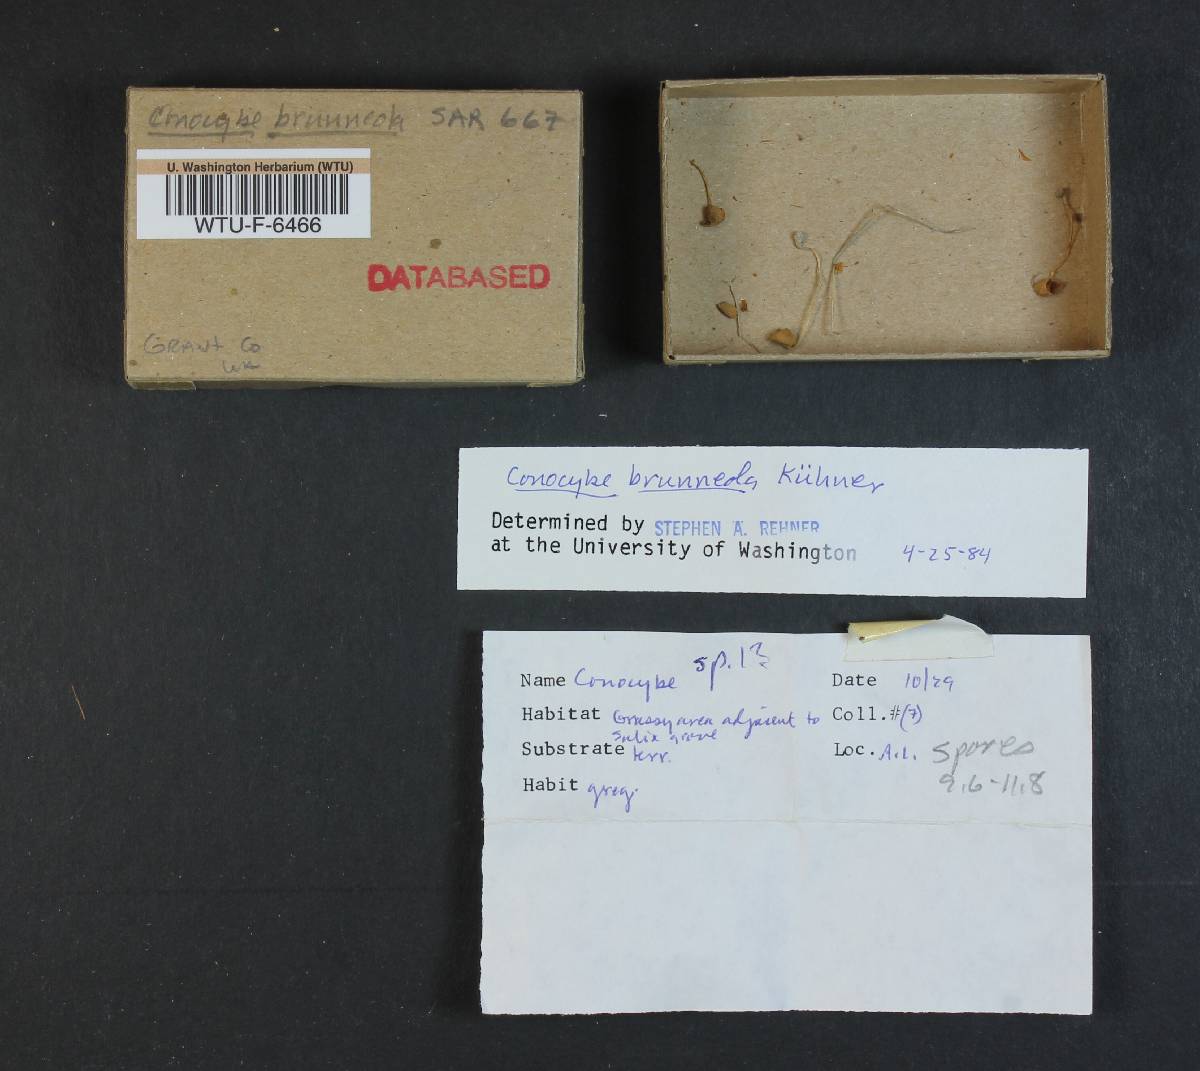 Conocybe brunneola SAR 667
U. Washington Herbarium (WTU)
WTU-F-6466
DATABASED
GRANT Co
WA
Conocybe brunneola Kühner
Determined by STEPHEN A. REHNER
at the University of Washington 4-25-84
Name Conocybe sp. 13
Date 10/29
Habitat Grassy area adjacent to
Salix grove
Coll.#(7)
Substrate terr.
Loc. A.L.
Spores
9.6-11.8
Habit greg.